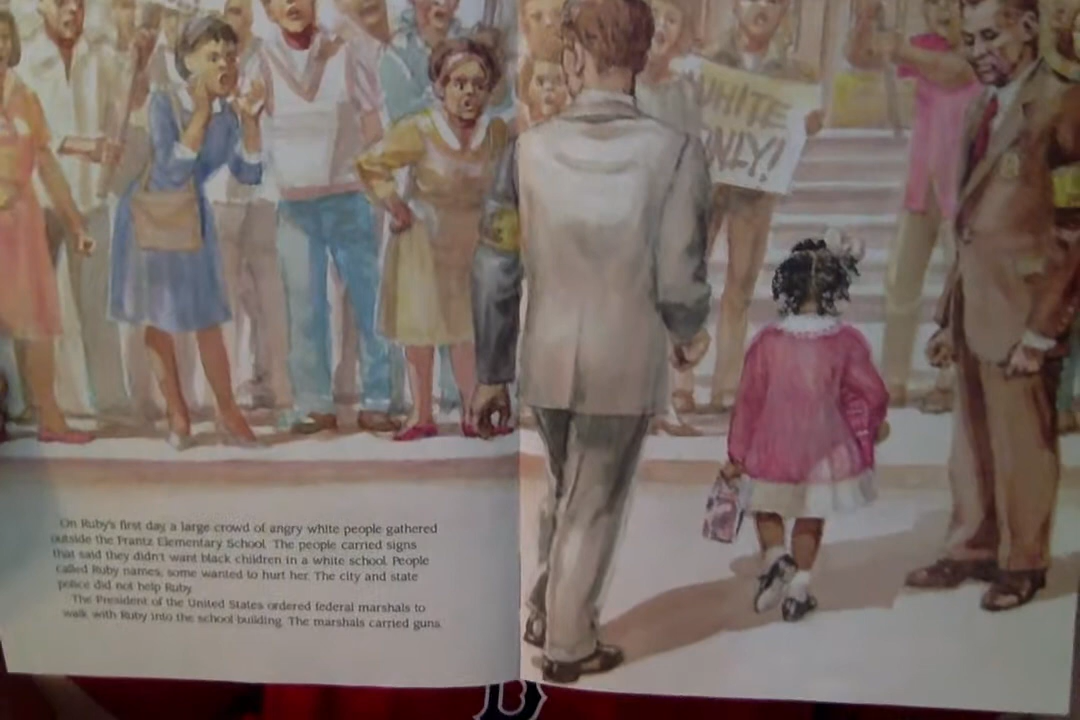 WHITE
ONLY!
On Ruby's first day a large crowd of angry white people gathered
outside the Frantz Elementary School. The people carried signs
that said they didn't want black children in a white school. People
called Ruby names, some wanted to hurt her. The city and state
police did not help Ruby.
The President of the United States ordered federal marshals to
walk with Ruby into the school building. The marshals carried guns.
B